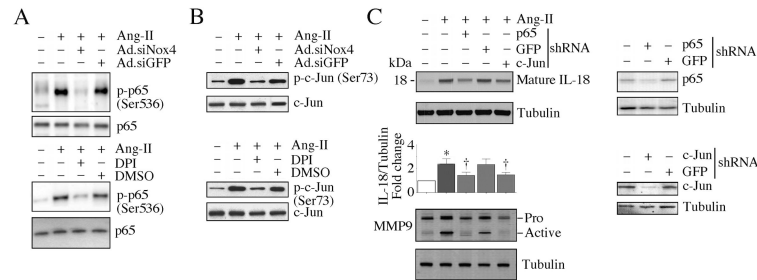 A
– + + + Ang-II
– – + – Ad.siNox4
– – – + Ad.siGFP
p-p65
(Ser536)
p65
– + + + Ang-II
– – + – DPI
– – – + DMSO
p-p65
(Ser536)
p65
B
– + + + Ang-II
– – + – Ad.siNox4
– – – + Ad.siGFP
p-c-Jun (Ser73)
c-Jun
– + + + Ang-II
– – + – DPI
– – – + DMSO
p-c-Jun
(Ser73)
c-Jun
C
– + + + + Ang-II
– – + – – p65
– – – + – GFP
– – – – + c-Jun
shRNA
kDa
18 –
Mature IL-18
Tubulin
IL-18/Tubulin
Fold change
4
2
0
* † †
MMP9
– Pro
– Active
Tubulin
– + – p65
– – + GFP
shRNA
p65
Tubulin
– + – c-Jun
– – + GFP
shRNA
c-Jun
Tubulin